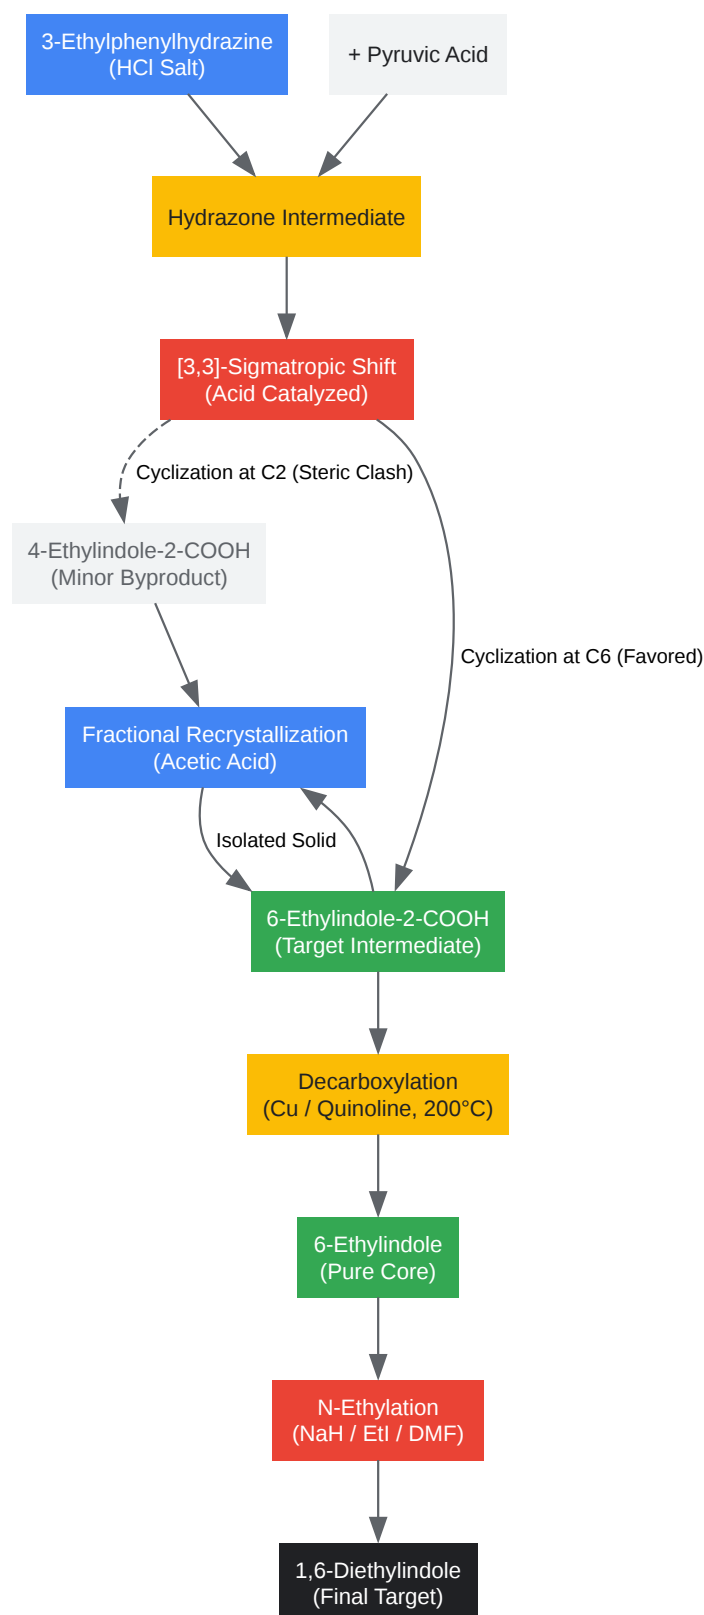 3-Ethylphenylhydrazine
(HCl Salt)
+ Pyruvic Acid
Hydrazone Intermediate
[3,3]-Sigmatropic Shift
(Acid Catalyzed)
Cyclization at C2 (Steric Clash)
4-Ethylindole-2-COOH
(Minor Byproduct)
Cyclization at C6 (Favored)
Fractional Recrystallization
(Acetic Acid)
Isolated Solid
6-Ethylindole-2-COOH
(Target Intermediate)
Decarboxylation
(Cu / Quinoline, 200°C)
6-Ethylindole
(Pure Core)
N-Ethylation
(NaH / EtI / DMF)
1,6-Diethylindole
(Final Target)